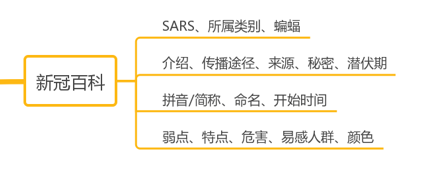 SARS、所属类别、蝙蝠
介绍、传播途径、来源、秘密、潜伏期
新冠百科
拼音/简称、命名、开始时间
弱点、特点、危害、易感人群、颜色